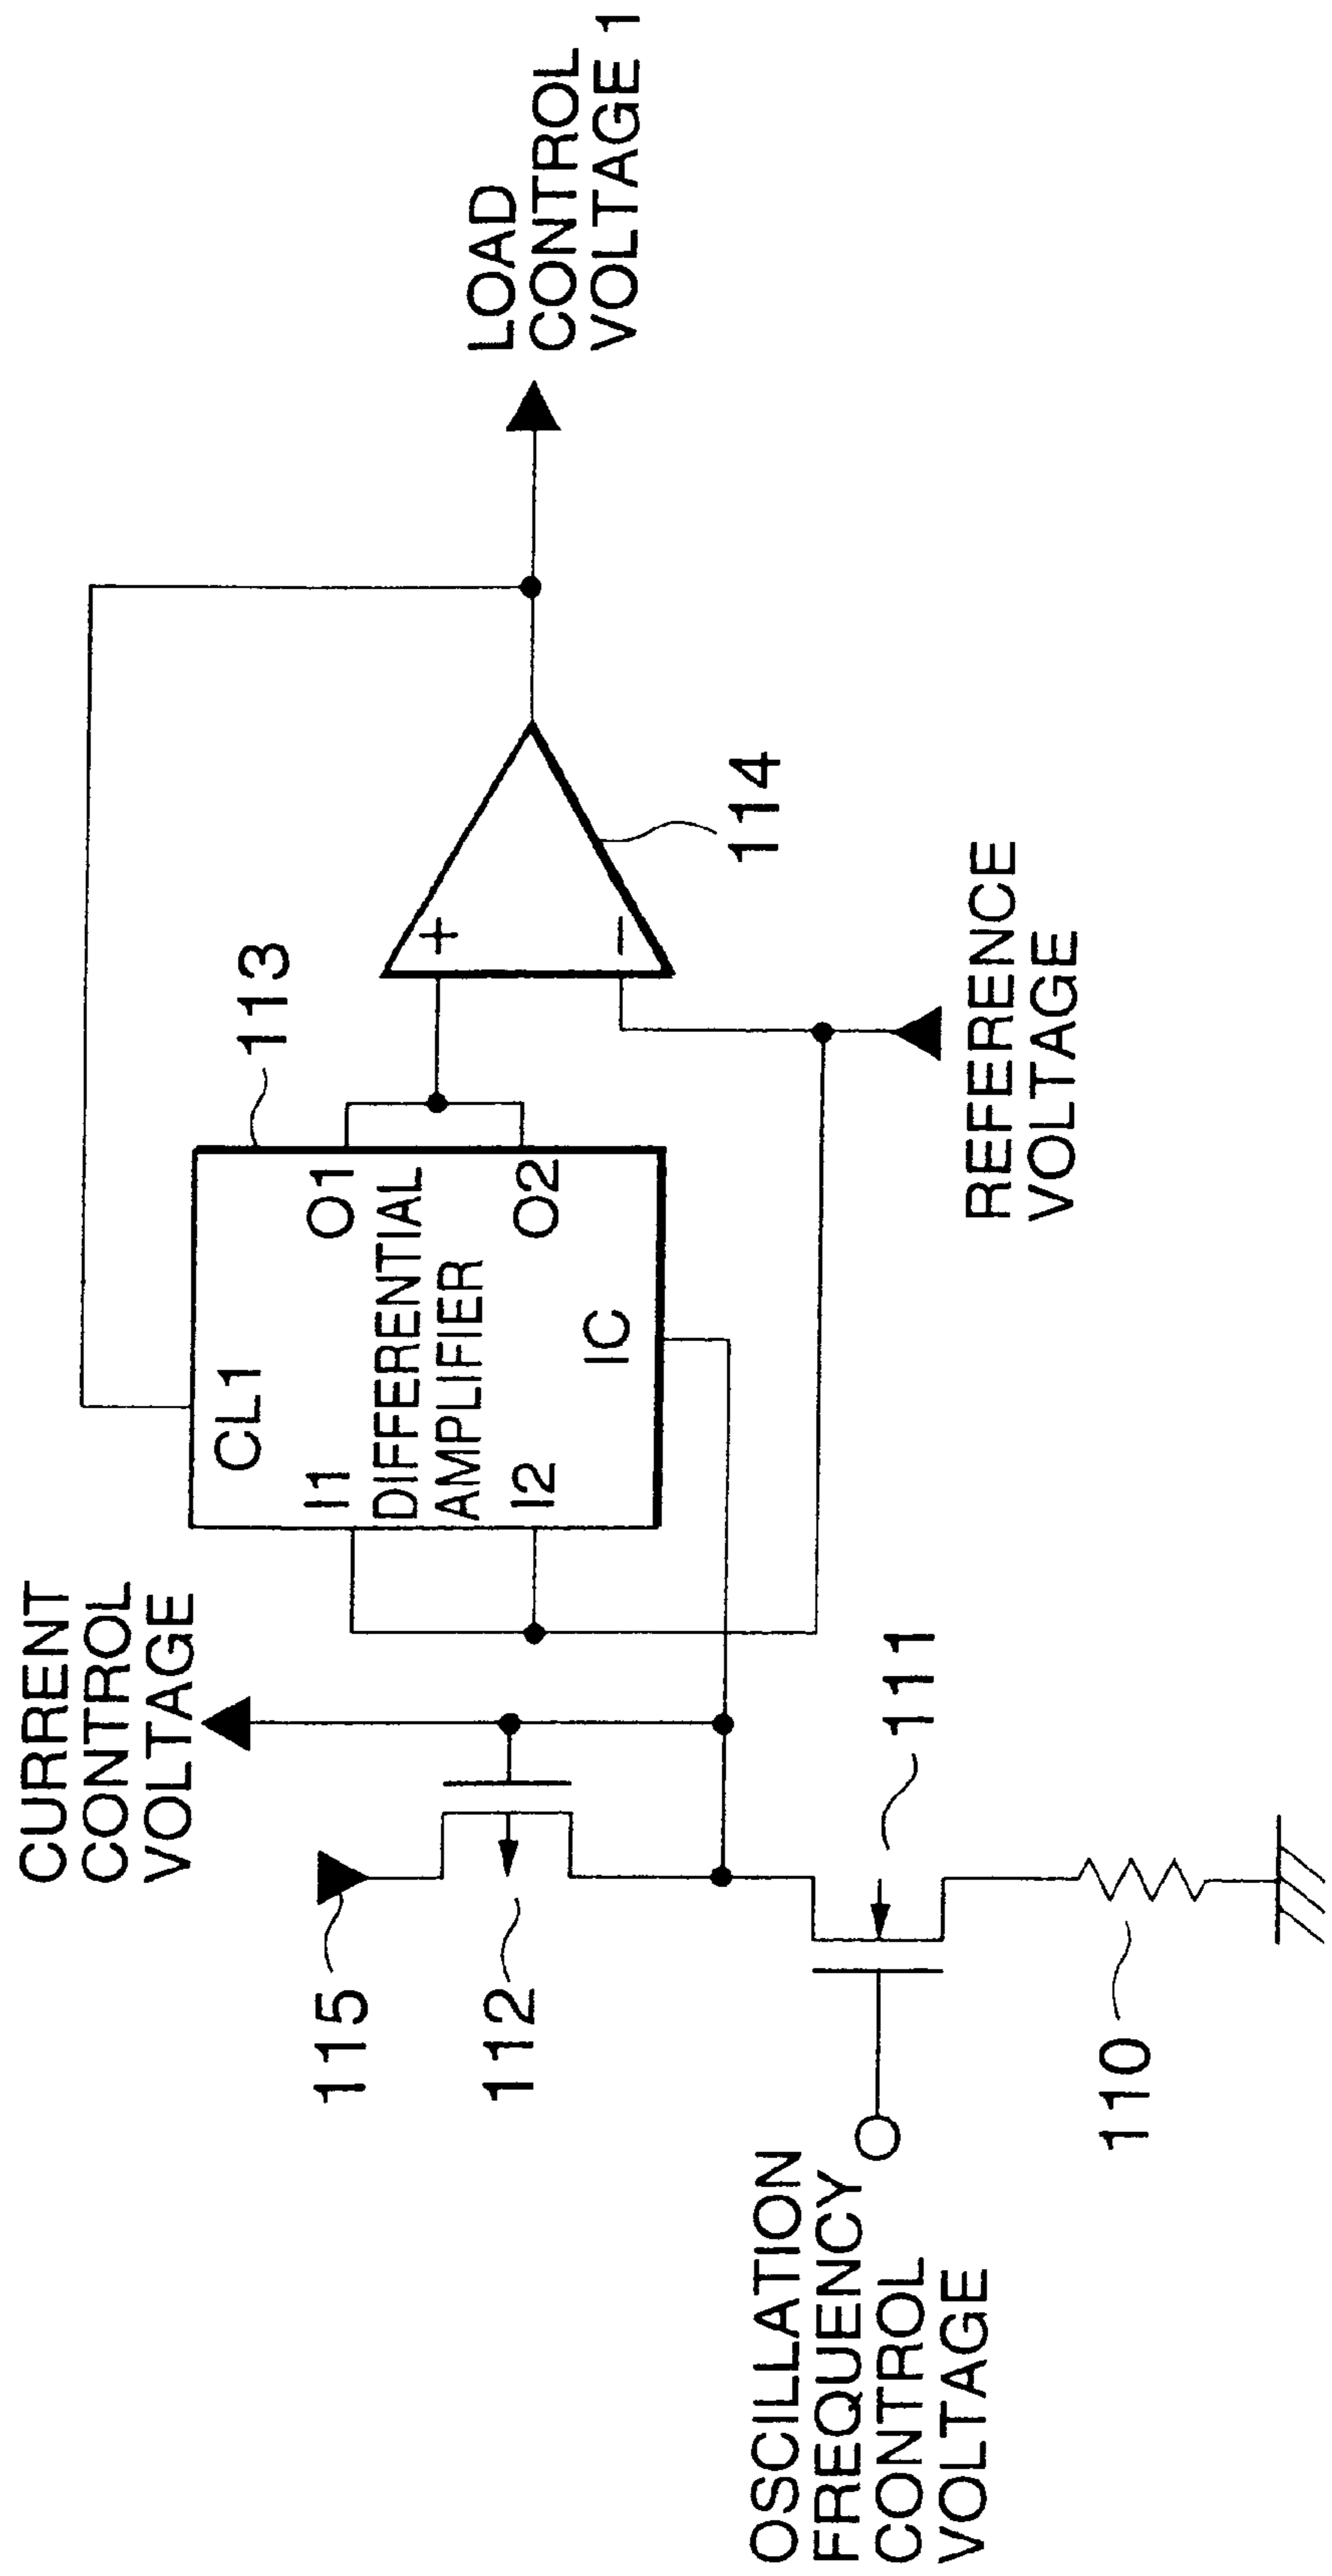 CURRENT
CONTROL
VOLTAGE
115
112
OSCILLATION
FREQUENCY
CONTROL
VOLTAGE
111
110
CL1
I1
O1
DIFFERENTIAL
AMPLIFIER
I2
O2
IC
113
+
−
114
REFERENCE
VOLTAGE
LOAD
CONTROL
VOLTAGE 1